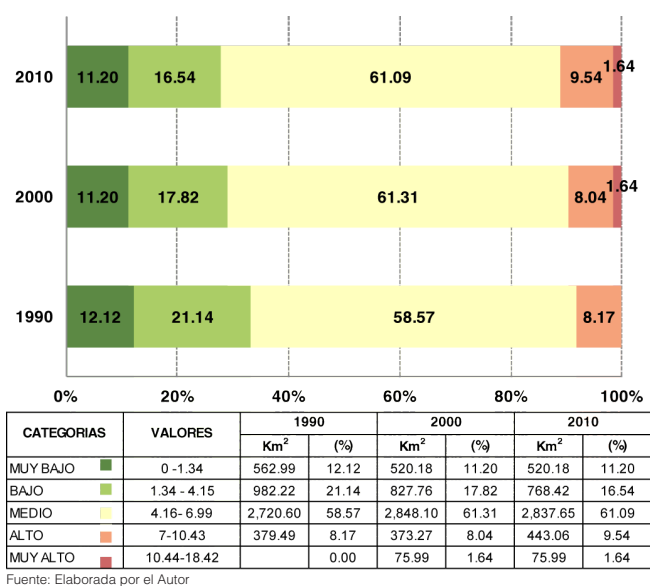 2010 11.20 16.54 61.09 9.54 1.64
2000 11.20 17.82 61.31 8.04 1.64
1990 12.12 21.14 58.57 8.17
0% 20% 40% 60% 80% 100%
CATEGORIAS VALORES 1990 2000 2010
Km² (%) Km² (%) Km² (%)
MUY BAJO 0 -1.34 562.99 12.12 520.18 11.20 520.18 11.20
BAJO 1.34 - 4.15 982.22 21.14 827.76 17.82 768.42 16.54
MEDIO 4.16- 6.99 2,720.60 58.57 2,848.10 61.31 2,837.65 61.09
ALTO 7-10.43 379.49 8.17 373.27 8.04 443.06 9.54
MUY ALTO 10.44-18.42 0.00 75.99 1.64 75.99 1.64
Fuente: Elaborada por el Autor